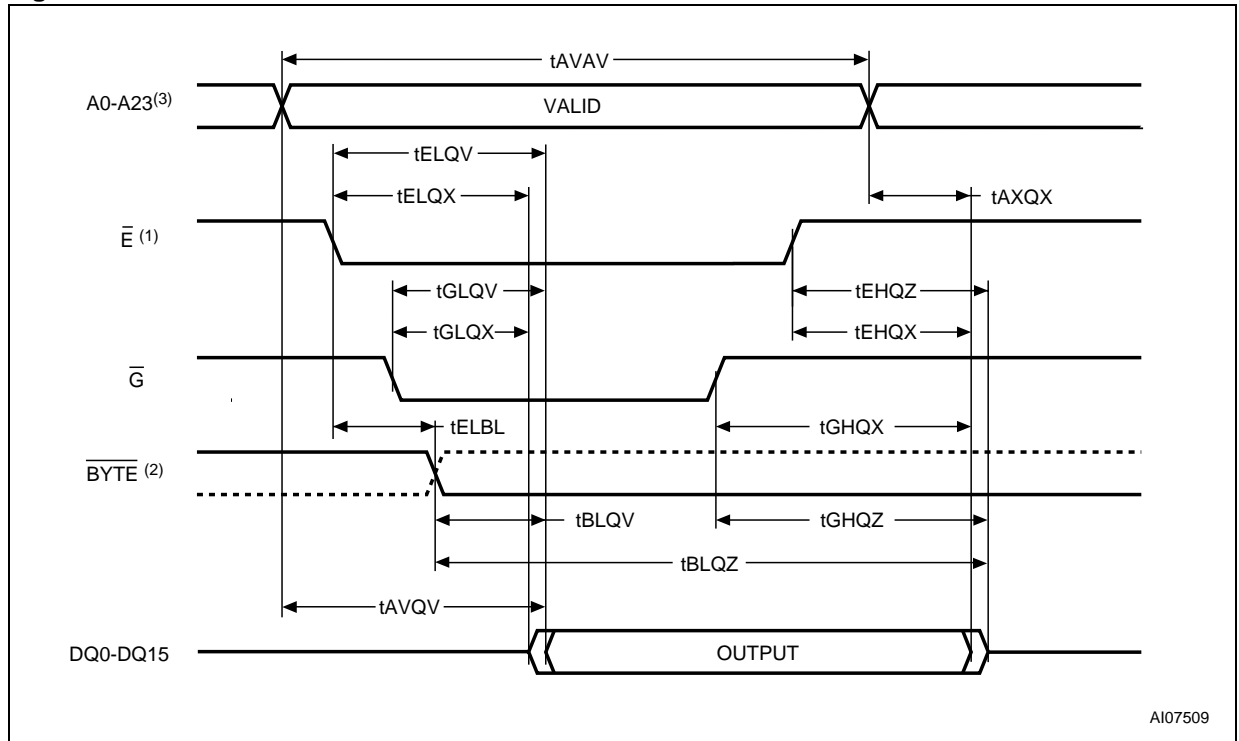 tAVAV
A0-A23(3)
VALID
tELQV
tELQX
tAXQX
E (1)
tGLQV
tEHQZ
tGLQX
tEHQX
G
tELBL
tGHQX
BYTE (2)
tBLQV
tGHQZ
tBLQZ
tAVQV
DQ0-DQ15
OUTPUT
AI07509